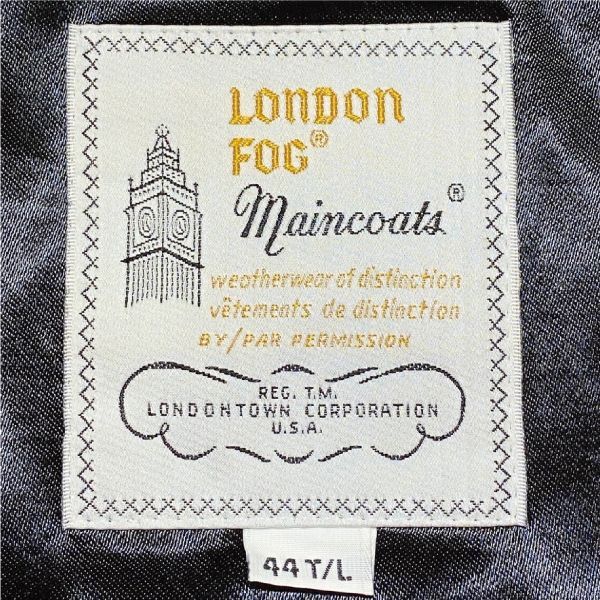 LONDON
FOG®
Maincoats®
weatherwear of distinction
vêtements de distinction
BY/PAR PERMISSION
REG. T.M.
LONDONTOWN CORPORATION
U.S.A.
44T/L